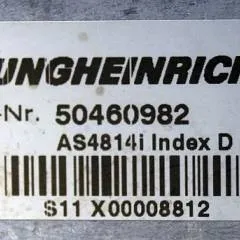 UNGHEINRICH
-Nr. 50460982
AS4814i Index D
S11 X00008812